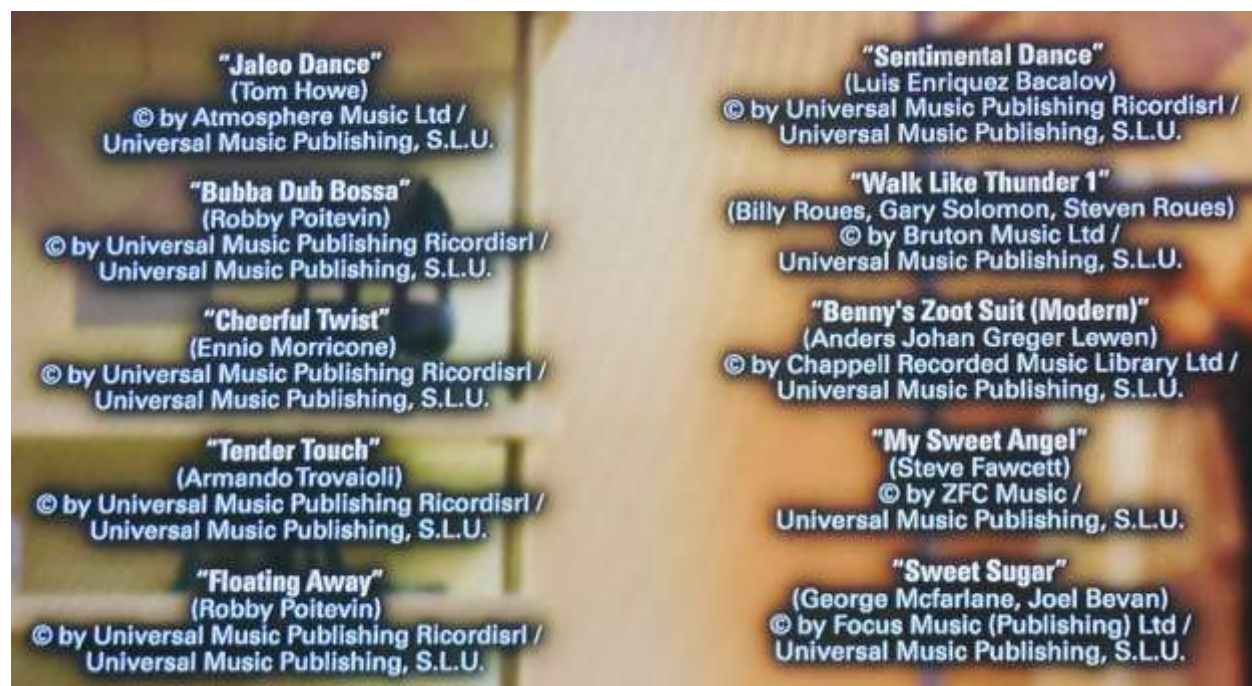 "Jaleo Dance"
(Tom Howe)
© by Atmosphere Music Ltd /
Universal Music Publishing, S.L.U.
"Bubba Dub Bossa"
(Robby Poitevin)
© by Universal Music Publishing Ricordisrl /
Universal Music Publishing, S.L.U.
"Cheerful Twist"
(Ennio Morricone)
© by Universal Music Publishing Ricordisrl /
Universal Music Publishing, S.L.U.
"Tender Touch"
(Armando Trovaioli)
© by Universal Music Publishing Ricordisrl /
Universal Music Publishing, S.L.U.
"Floating Away"
(Robby Poitevin)
© by Universal Music Publishing Ricordisrl /
Universal Music Publishing, S.L.U.
"Sentimental Dance"
(Luis Enriquez Bacalov)
© by Universal Music Publishing Ricordisrl /
Universal Music Publishing, S.L.U.
"Walk Like Thunder 1"
(Billy Roues, Gary Solomon, Steven Roues)
© by Bruton Music Ltd /
Universal Music Publishing, S.L.U.
"Benny's Zoot Suit (Modern)"
(Anders Johan Greger Lewen)
© by Chappell Recorded Music Library Ltd /
Universal Music Publishing, S.L.U.
"My Sweet Angel"
(Steve Fawcett)
© by ZFC Music /
Universal Music Publishing, S.L.U.
"Sweet Sugar"
(George Mcfarlane, Joel Bevan)
© by Focus Music (Publishing) Ltd /
Universal Music Publishing, S.L.U.